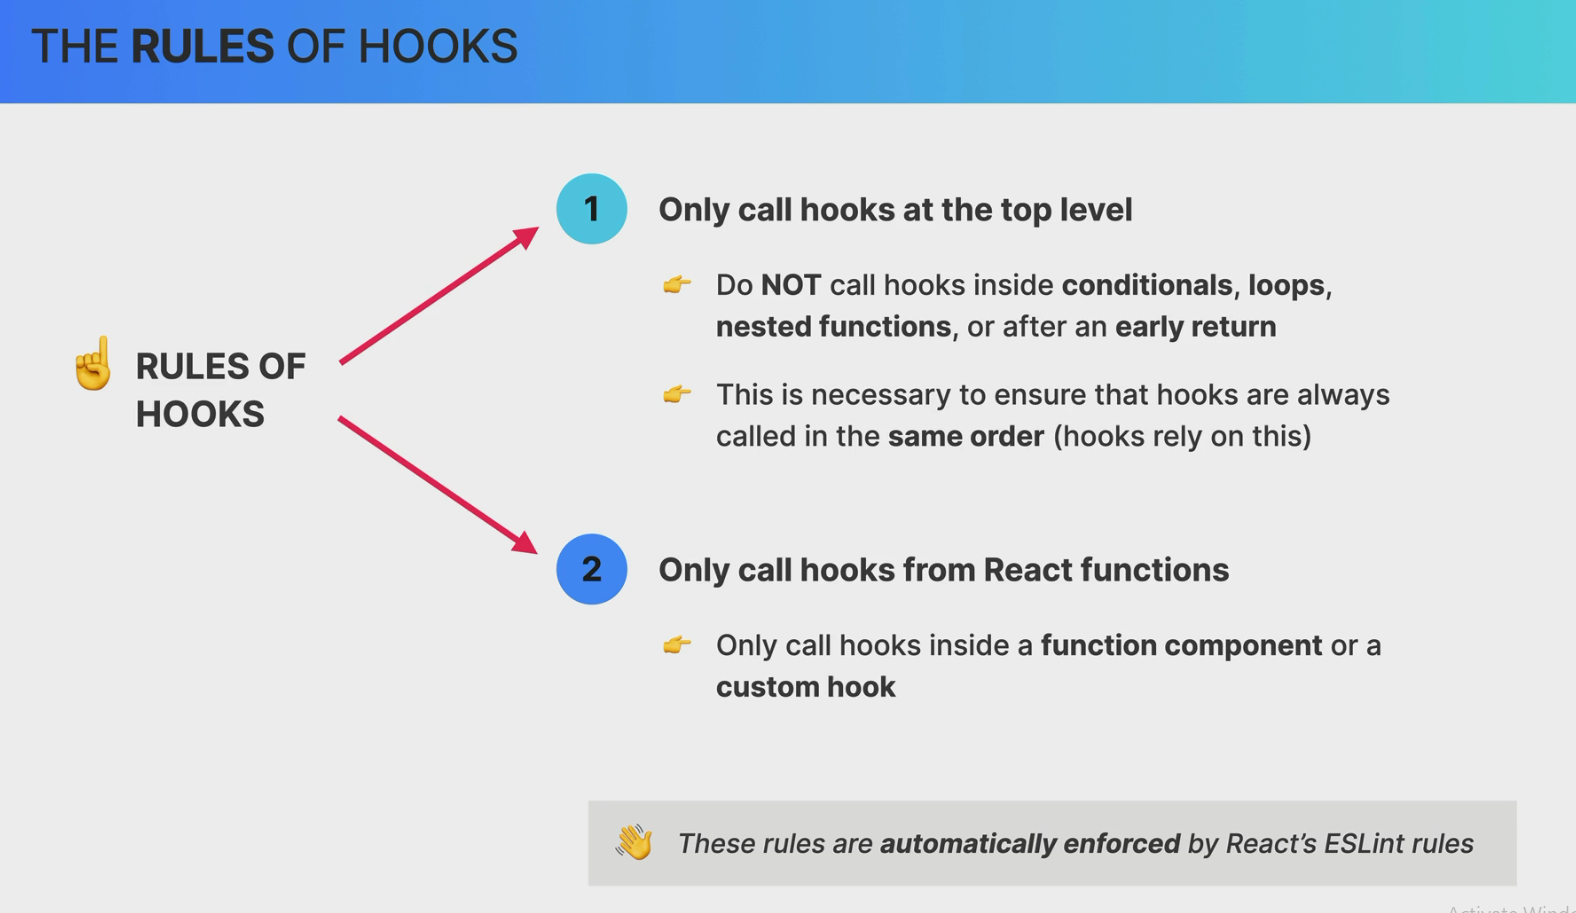 THE RULES OF HOOKS
☝️ RULES OF
HOOKS
1 Only call hooks at the top level
👉 Do NOT call hooks inside conditionals, loops,
nested functions, or after an early return
👉 This is necessary to ensure that hooks are always
called in the same order (hooks rely on this)
2 Only call hooks from React functions
👉 Only call hooks inside a function component or a
custom hook
👋 These rules are automatically enforced by React’s ESLint rules